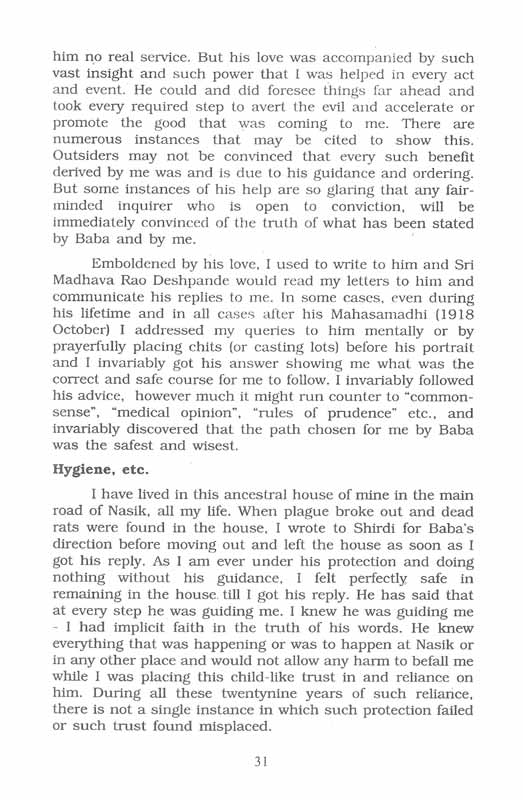 him no real service. But his love was accompanied by such
vast insight and such power that I was helped in every act
and event. He could and did foresee things far ahead and
took every required step to avert the evil and accelerate or
promote the good that was coming to me. There are
numerous instances that may be cited to show this.
Outsiders may not be convinced that every such benefit
derived by me was and is due to his guidance and ordering.
But some instances of his help are so glaring that any fair-
minded inquirer who is open to conviction, will be
immediately convinced of the truth of what has been stated
by Baba and by me.
Emboldened by his love, I used to write to him and Sri
Madhava Rao Deshpande would read my letters to him and
communicate his replies to me. In some cases, even during
his lifetime and in all cases after his Mahasamadhi (1918
October) I addressed my queries to him mentally or by
prayerfully placing chits (or casting lots) before his portrait
and I invariably got his answer showing me what was the
correct and safe course for me to follow. I invariably followed
his advice, however much it might run counter to "common-
sense", "medical opinion", "rules of prudence" etc., and
invariably discovered that the path chosen for me by Baba
was the safest and wisest.
Hygiene, etc.
I have lived in this ancestral house of mine in the main
road of Nasik, all my life. When plague broke out and dead
rats were found in the house, I wrote to Shirdi for Baba's
direction before moving out and left the house as soon as I
got his reply. As I am ever under his protection and doing
nothing without his guidance, I felt perfectly safe in
remaining in the house till I got his reply. He has said that
at every step he was guiding me. I knew he was guiding me
- I had implicit faith in the truth of his words. He knew
everything that was happening or was to happen at Nasik or
in any other place and would not allow any harm to befall me
while I was placing this child-like trust in and reliance on
him. During all these twentynine years of such reliance,
there is not a single instance in which such protection failed
or such trust found misplaced.
31